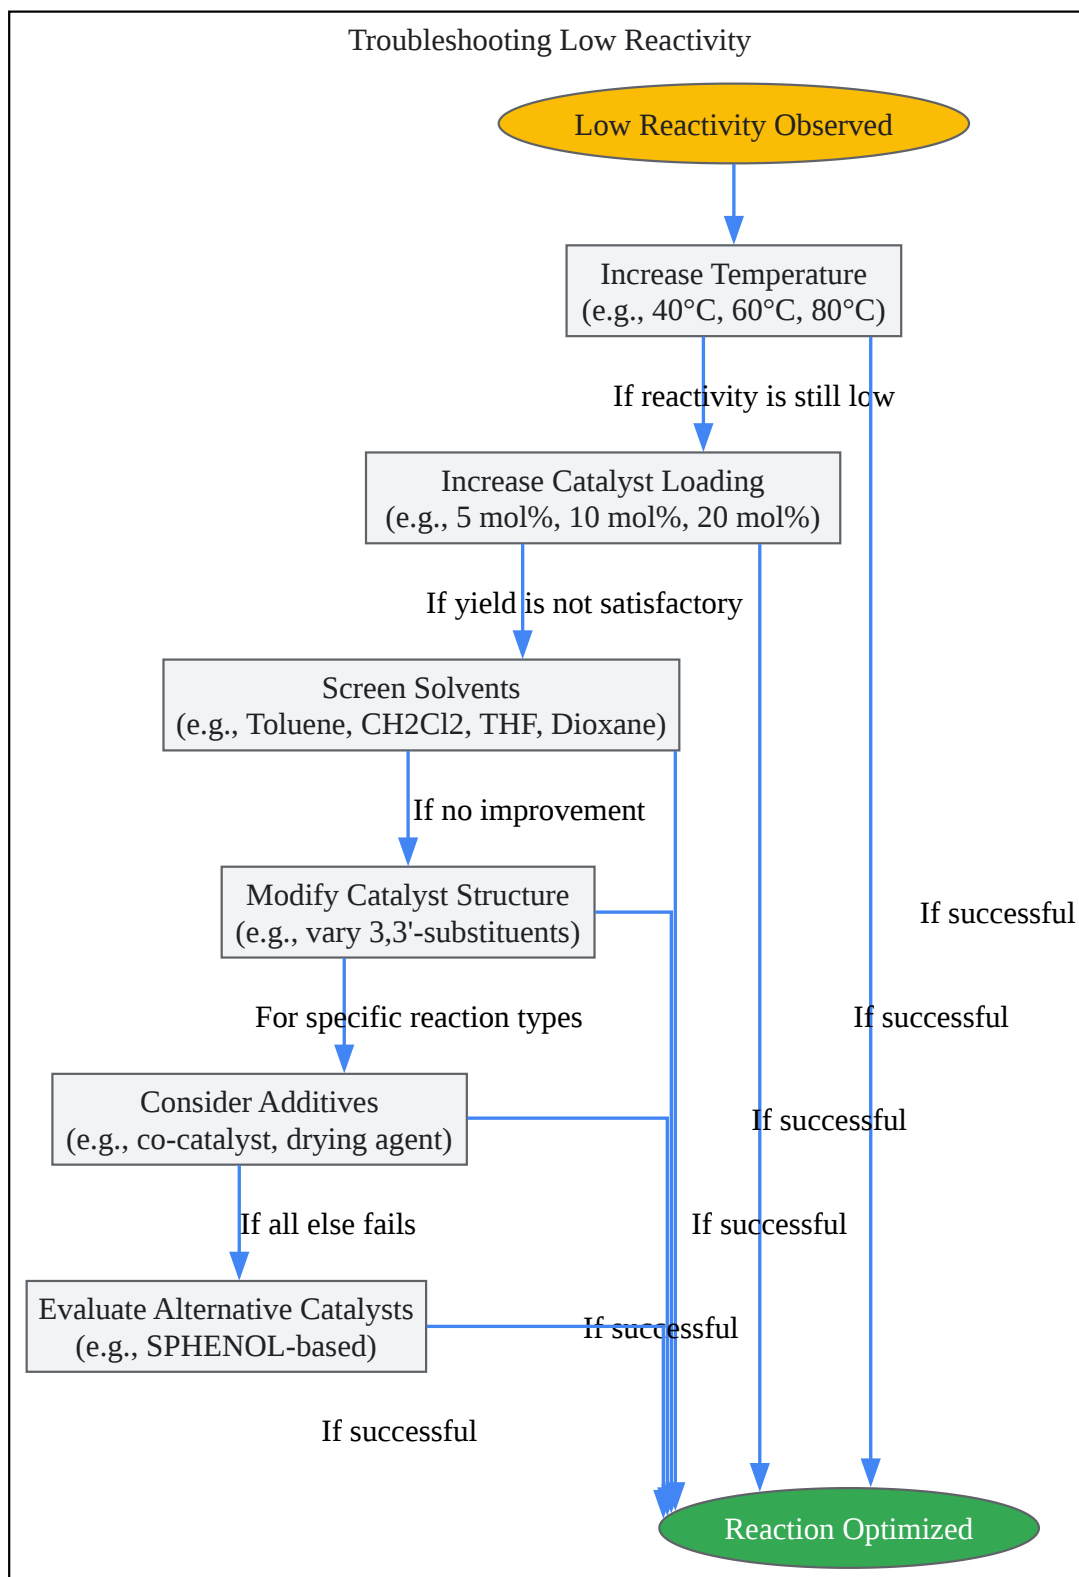 Troubleshooting Low Reactivity
Low Reactivity Observed
Increase Temperature
(e.g., 40°C, 60°C, 80°C)
If reactivity is still low
Increase Catalyst Loading
(e.g., 5 mol%, 10 mol%, 20 mol%)
If yield is not satisfactory
Screen Solvents
(e.g., Toluene, CH2Cl2, THF, Dioxane)
If no improvement
Modify Catalyst Structure
(e.g., vary 3,3'-substituents)
If successful
For specific reaction types
If successful
Consider Additives
(e.g., co-catalyst, drying agent)
If successful
If all else fails
If successful
Evaluate Alternative Catalysts
(e.g., SPHENOL-based)
If successful
If successful
Reaction Optimized